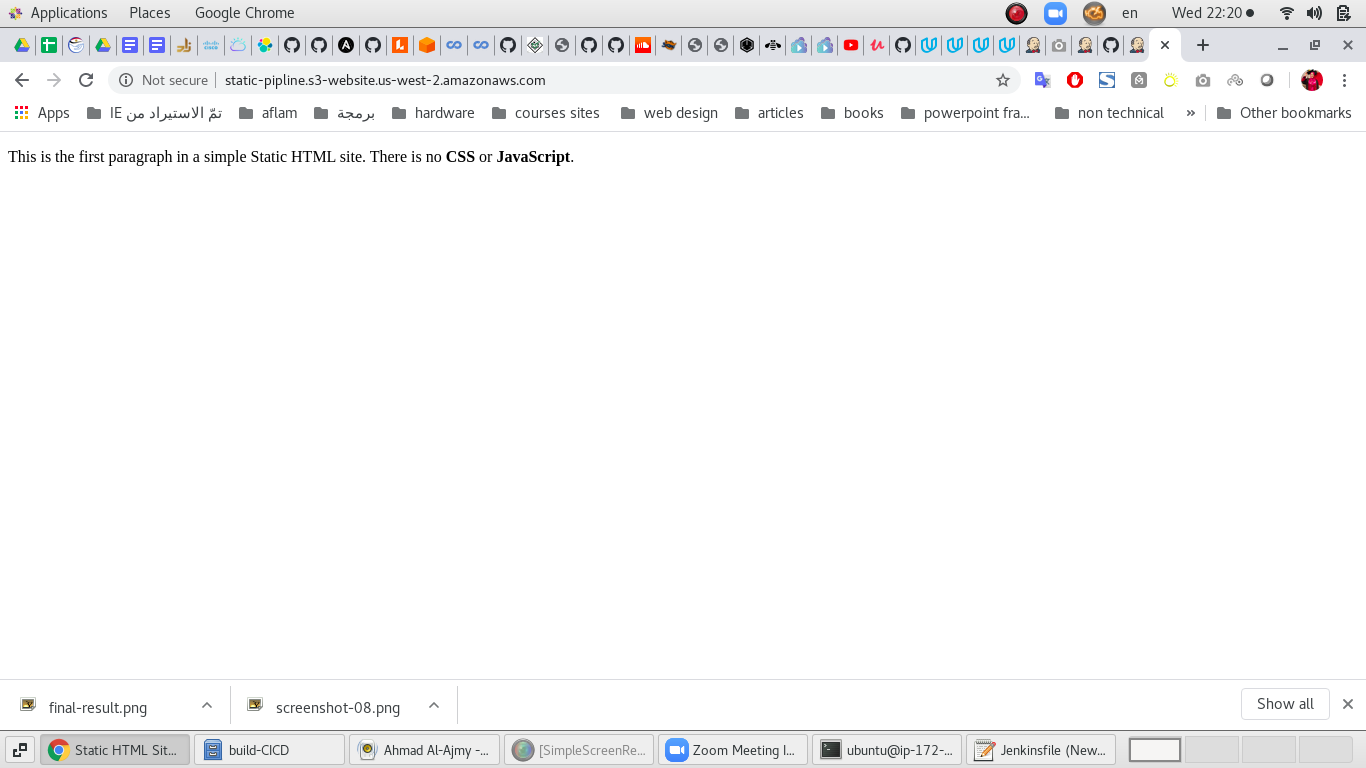 Applications Places Google Chrome en Wed 22:20
Not secure static-pipline.s3-website.us-west-2.amazonaws.com
Apps تمّ الاستيراد من IE aflam برمجة hardware courses sites web design articles books powerpoint fra... non technical » Other bookmarks
This is the first paragraph in a simple Static HTML site. There is no CSS or JavaScript.
final-result.png screenshot-08.png Show all
Static HTML Sit... build-CICD Ahmad Al-Ajmy -... [SimpleScreenRe... Zoom Meeting I... ubuntu@ip-172-... Jenkinsfile (New...